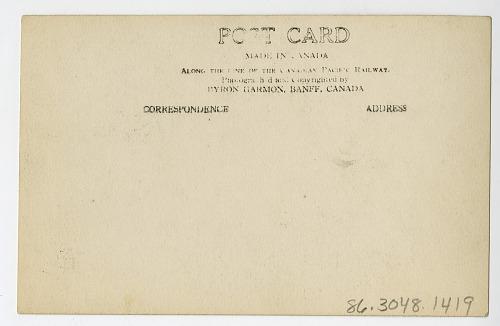 POST CARD
MADE IN CANADA
ALONG THE LINE OF THE CANADIAN PACIFIC RAILWAY.
Photographed and Copyrighted by
BYRON HARMON, BANFF, CANADA
CORRESPONDENCE ADDRESS
86.3048.1419